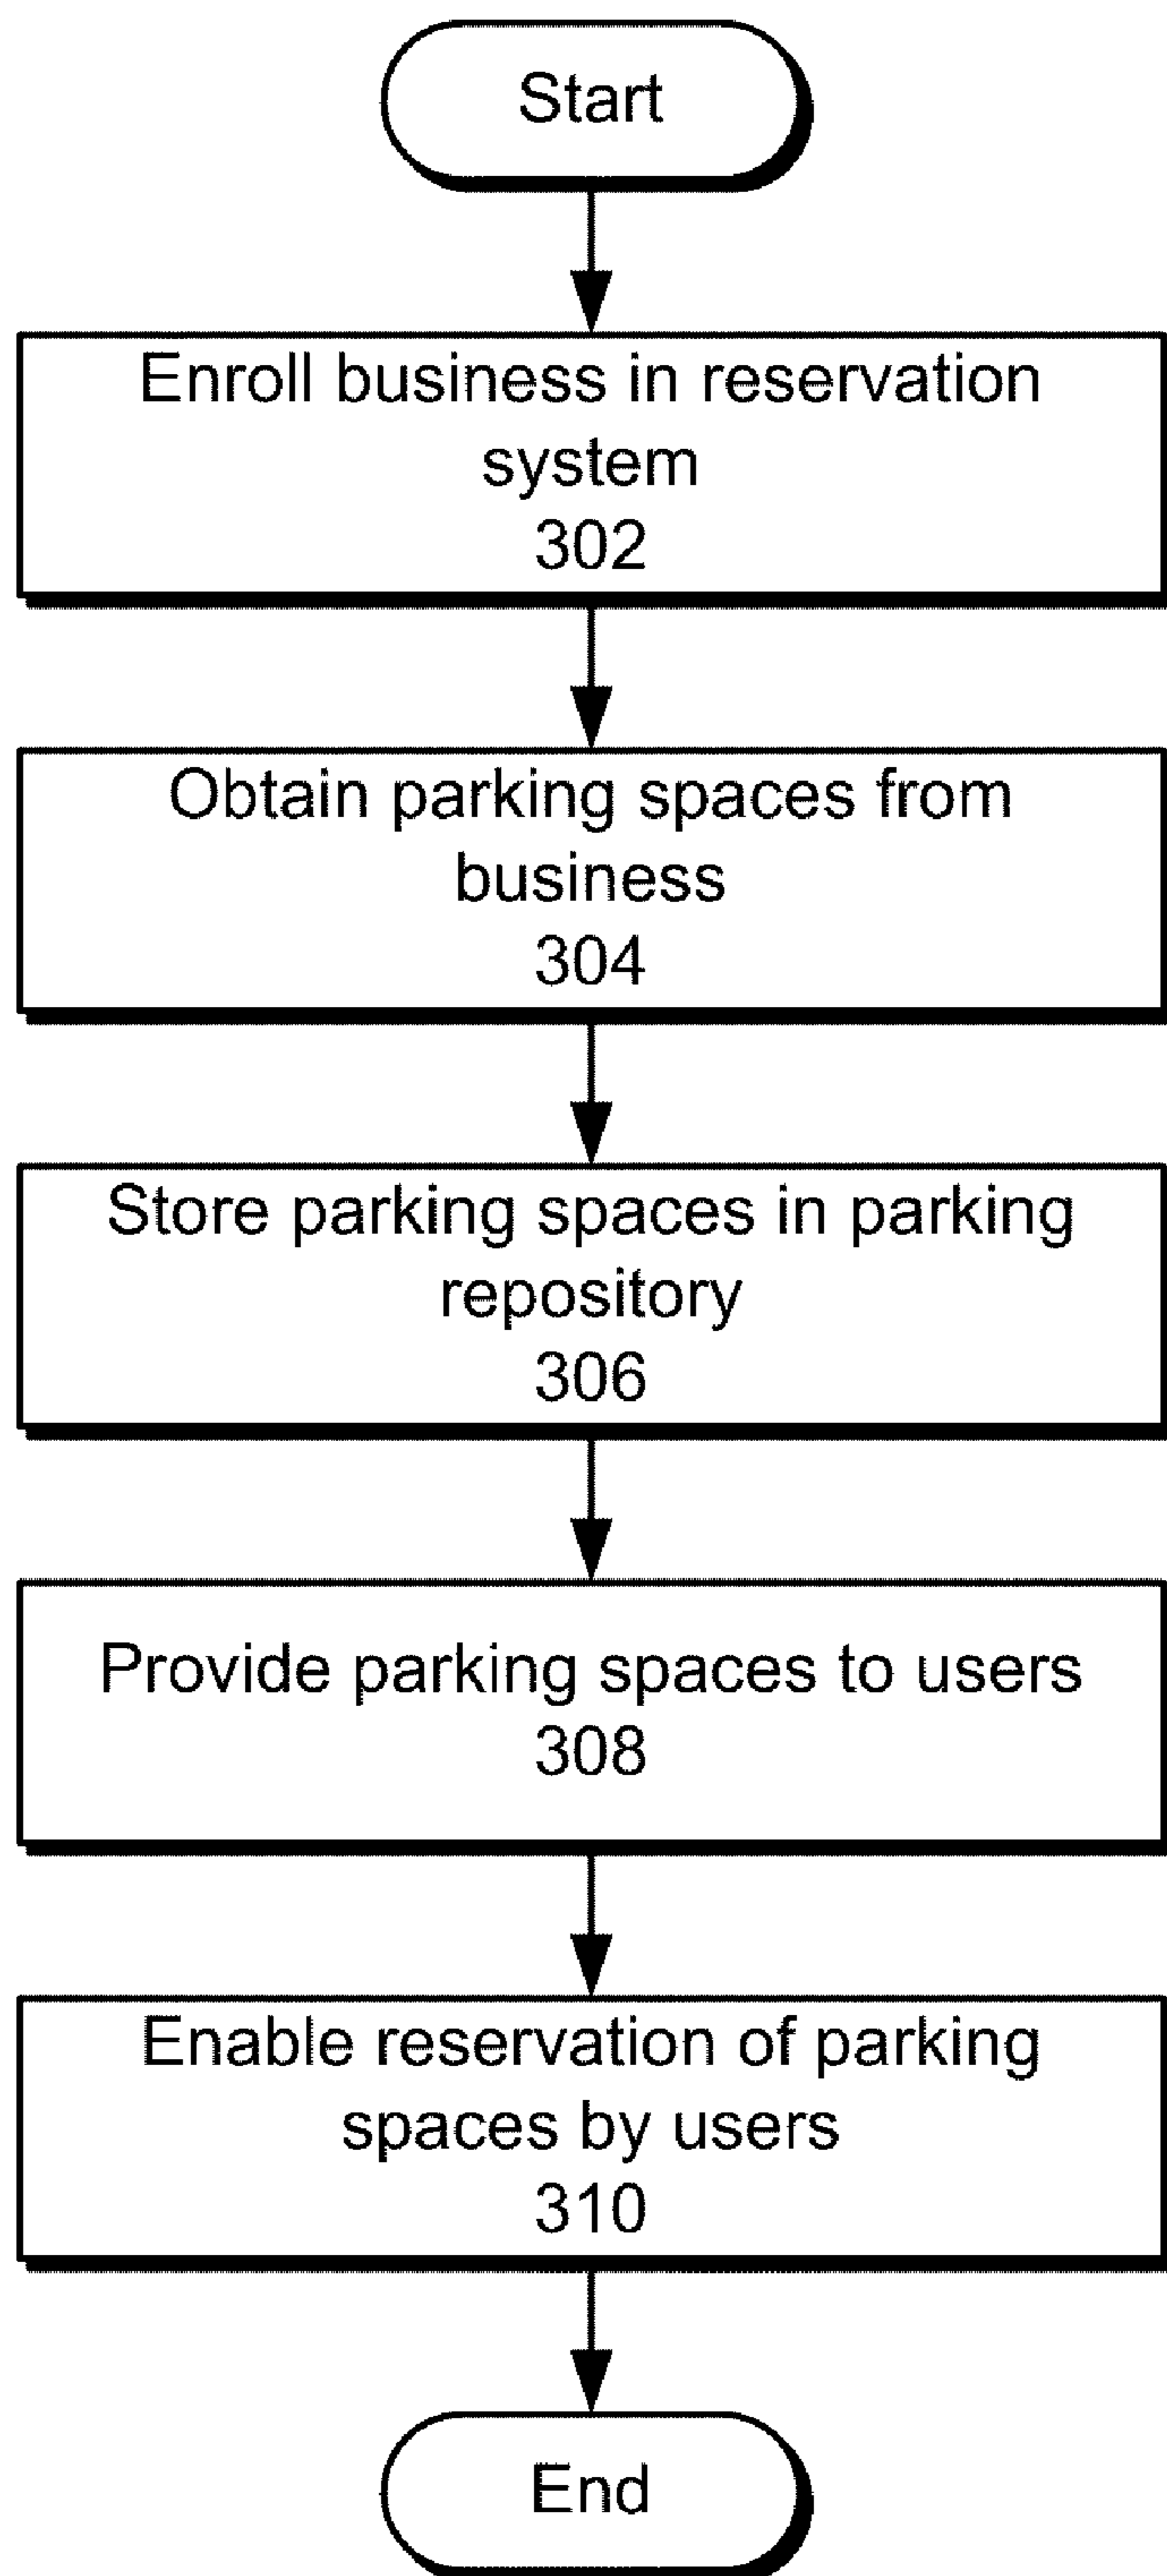 Start
Enroll business in reservation
system
302
Obtain parking spaces from
business
304
Store parking spaces in parking
repository
306
Provide parking spaces to users
308
Enable reservation of parking
spaces by users
310
End